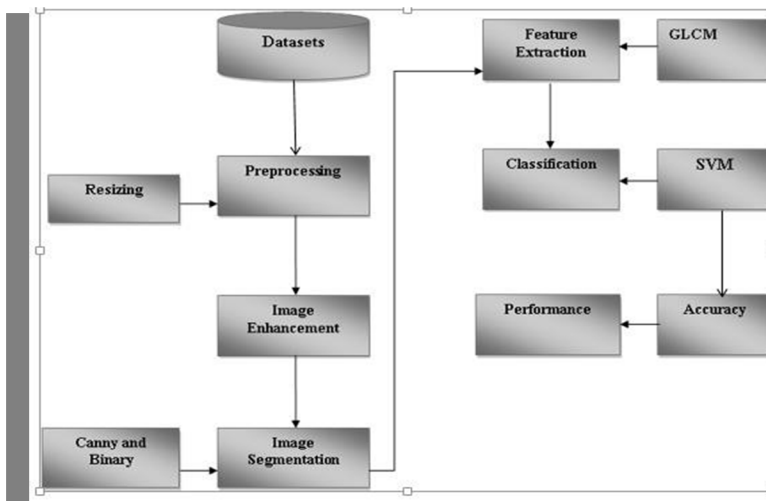 Datasets
Preprocessing
Resizing
Image
Enhancement
Canny and
Binary
Image
Segmentation
Feature
Extraction
GLCM
Classification
SVM
Performance
Accuracy